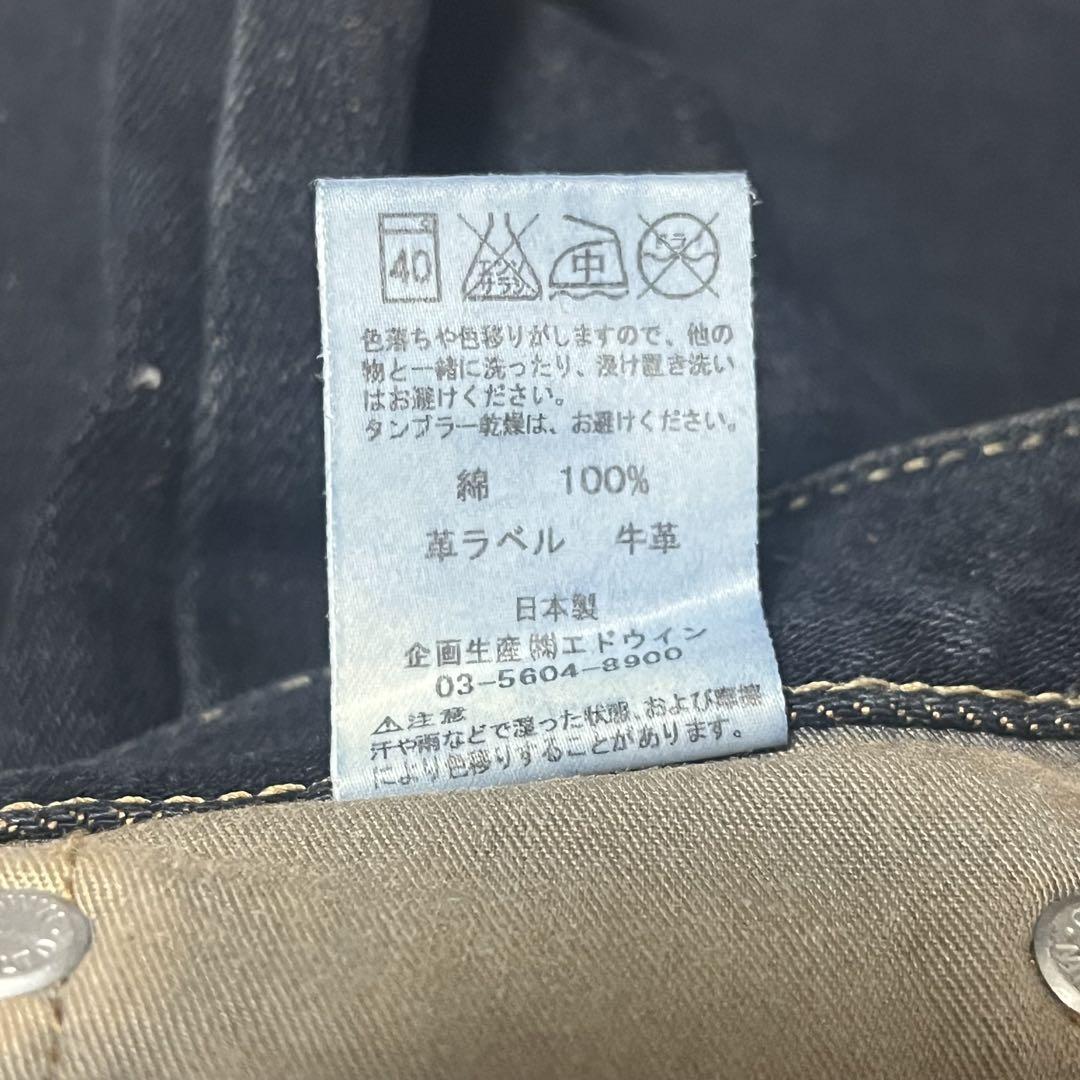 40 エンソサラシ 中 ドライ
色落ちや色移りがしますので、他の
物と一緒に洗ったり、浸け置き洗い
はお避けください。
タンブラー乾燥は、お避けください。
綿 100%
革ラベル 牛革
日本製
企画生産㈱エドウイン
03-5604-8900
⚠注意
汗や雨などで湿った状態、および摩擦
により色移りすることがあります。